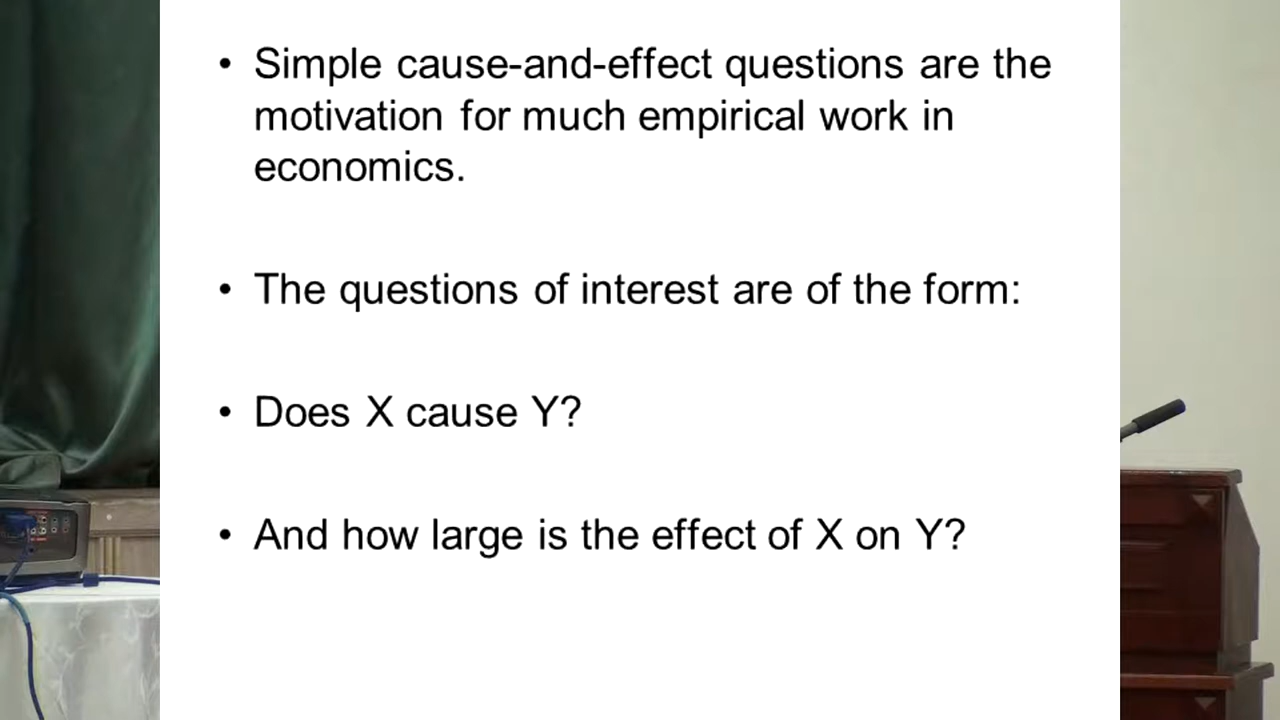 • Simple cause-and-effect questions are the
motivation for much empirical work in
economics.
• The questions of interest are of the form:
• Does X cause Y?
• And how large is the effect of X on Y?